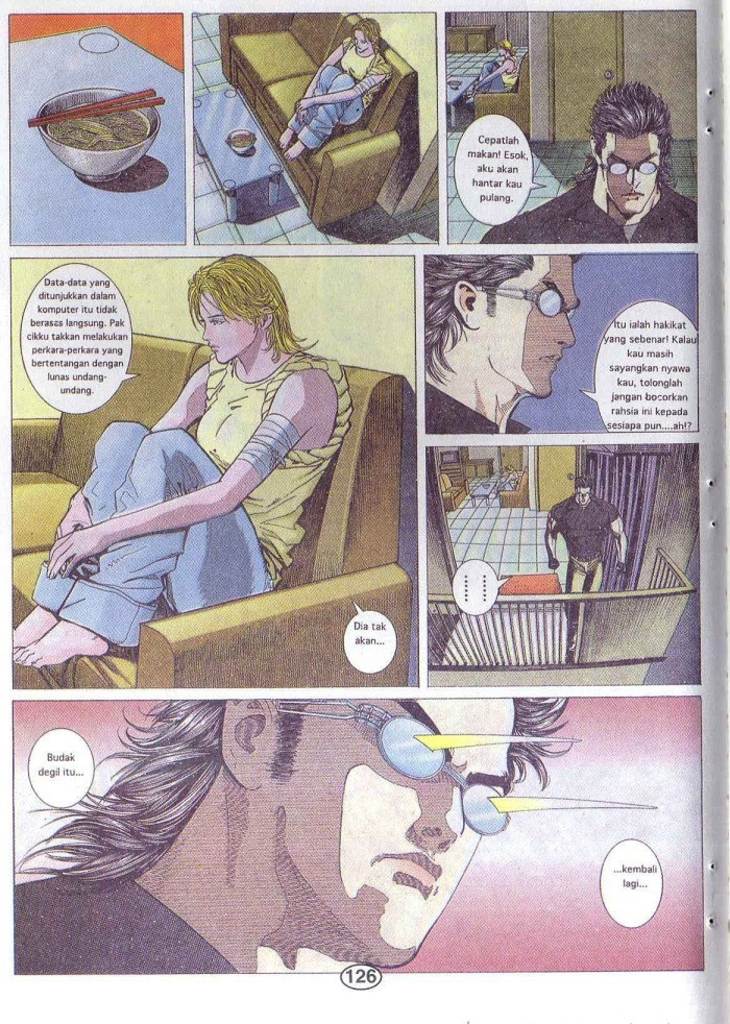 Cepatlah
makan! Esok,
aku akan
hantar kau
pulang.
Data-data yang
ditunjukkan dalam
komputer itu tidak
berasas langsung. Pak
cikku takkan melakukan
perkara-perkara yang
bertentangan dengan
lunas undang-
undang.
Dia tak
akan...
Itu ialah hakikat
yang sebenar! Kalau
kau masih
sayangkan nyawa
kau, tolonglah
jangan bocorkan
rahsia ini kepada
sesiapa pun....ah!?
Budak
degil itu...
...kembali
lagi...
126